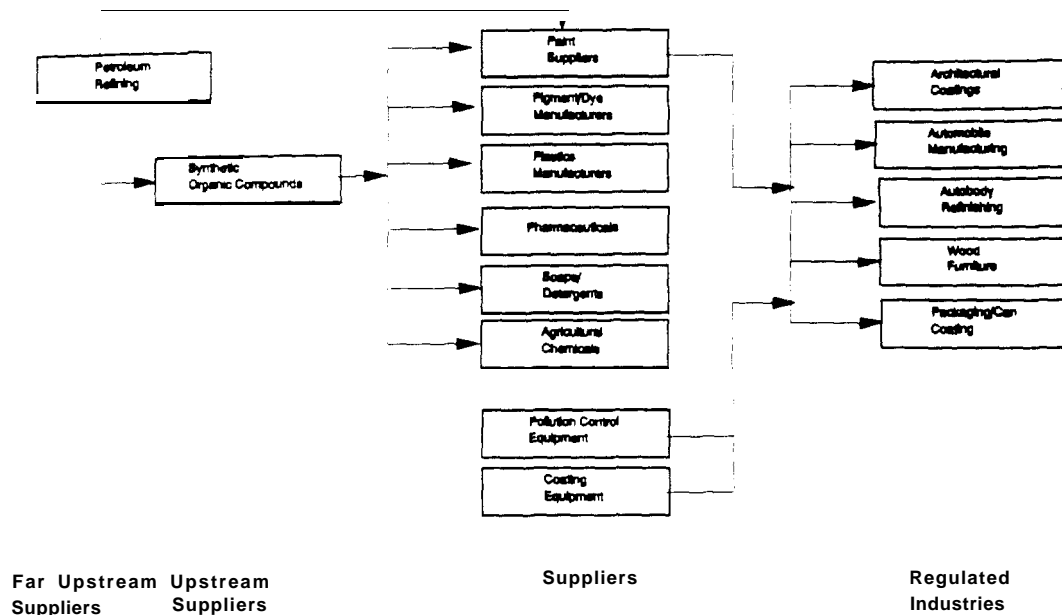 Paint
Suppliers
Petroleum
Refining
Architectural
Coatings
Pigment/Dye
Manufacturers
Automobile
Manufacturing
Synthetic
Organic Compounds
Plastics
Manufacturers
Autobody
Refinishing
Pharmaceuticals
Wood
Furniture
Soaps/
Detergents
Packaging/Can
Coating
Agricultural
Chemicals
Pollution Control
Equipment
Coating
Equipment
Far Upstream
Suppliers
Upstream
Suppliers
Suppliers
Regulated
Industries